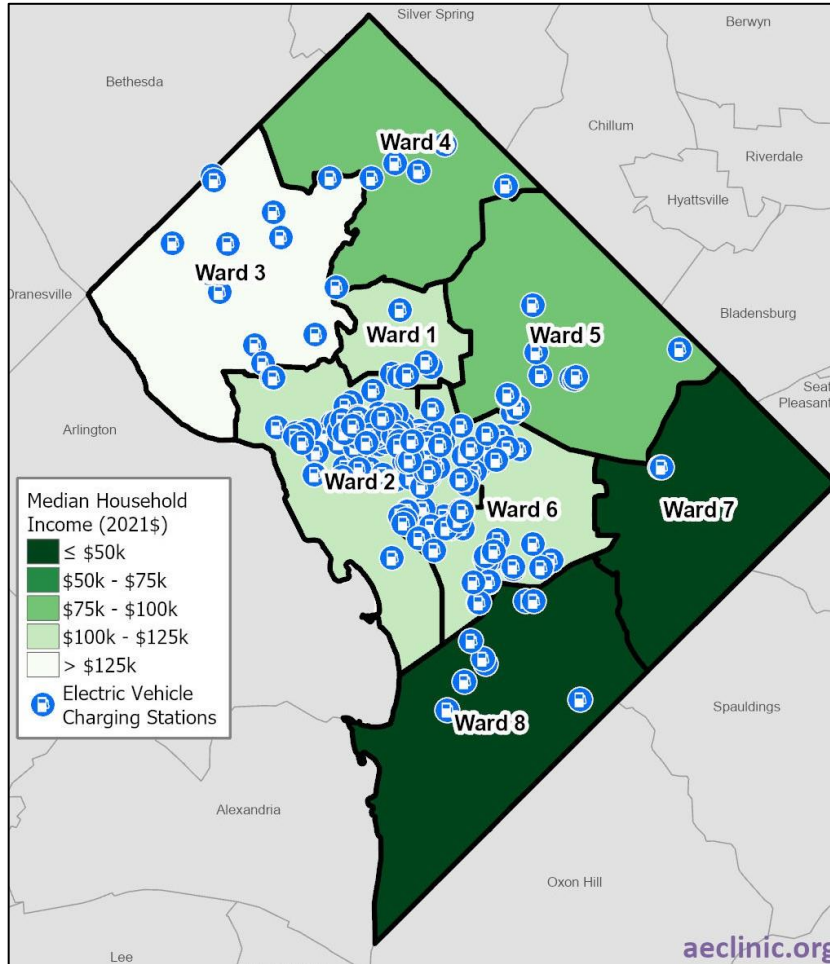 Silver Spring
Berwyn
Bethesda
Chillum
Ward 4
Riverdale
Hyattsville
Ward 3
Dranesville
Ward 1
Ward 5
Bladensburg
Seat
Pleasant
Arlington
Ward 2
Ward 6
Ward 7
Median Household
Income (2021$)
≤ $50k
$50k - $75k
$75k - $100k
$100k - $125k
> $125k
Electric Vehicle
Charging Stations
Ward 8
Spauldings
Alexandria
Oxon Hill
Lee
aeclinic.org